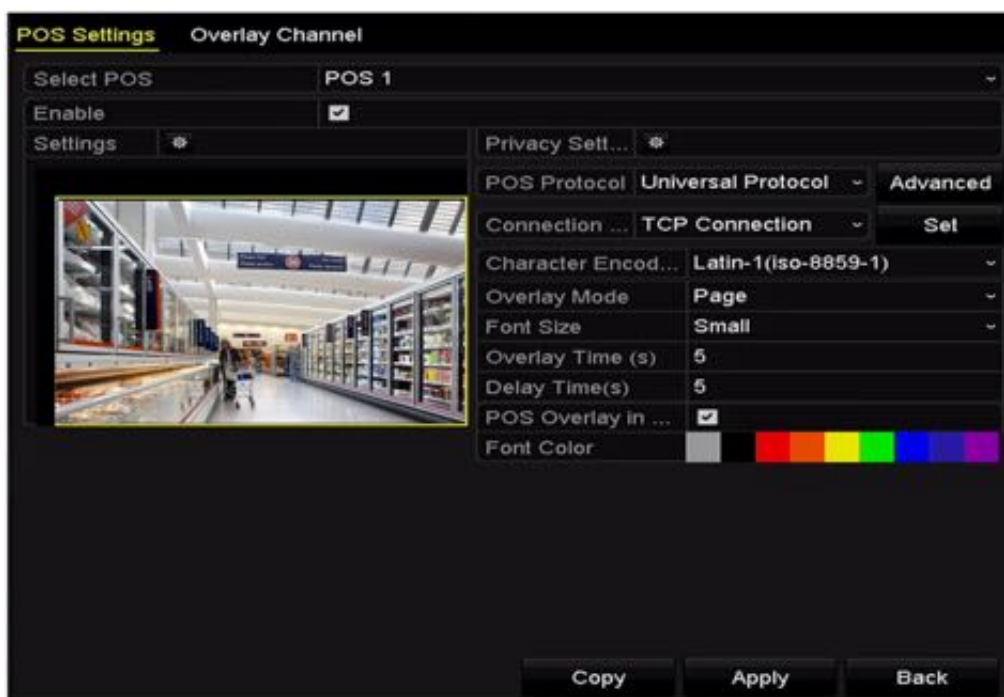 POS Settings Overlay Channel
Select POS POS 1
Enable
Settings Privacy Sett...
POS Protocol Universal Protocol Advanced
Connection ... TCP Connection Set
Character Encod... Latin-1(iso-8859-1)
Overlay Mode Page
Font Size Small
Overlay Time (s) 5
Delay Time(s) 5
POS Overlay in ...
Font Color
Copy Apply Back